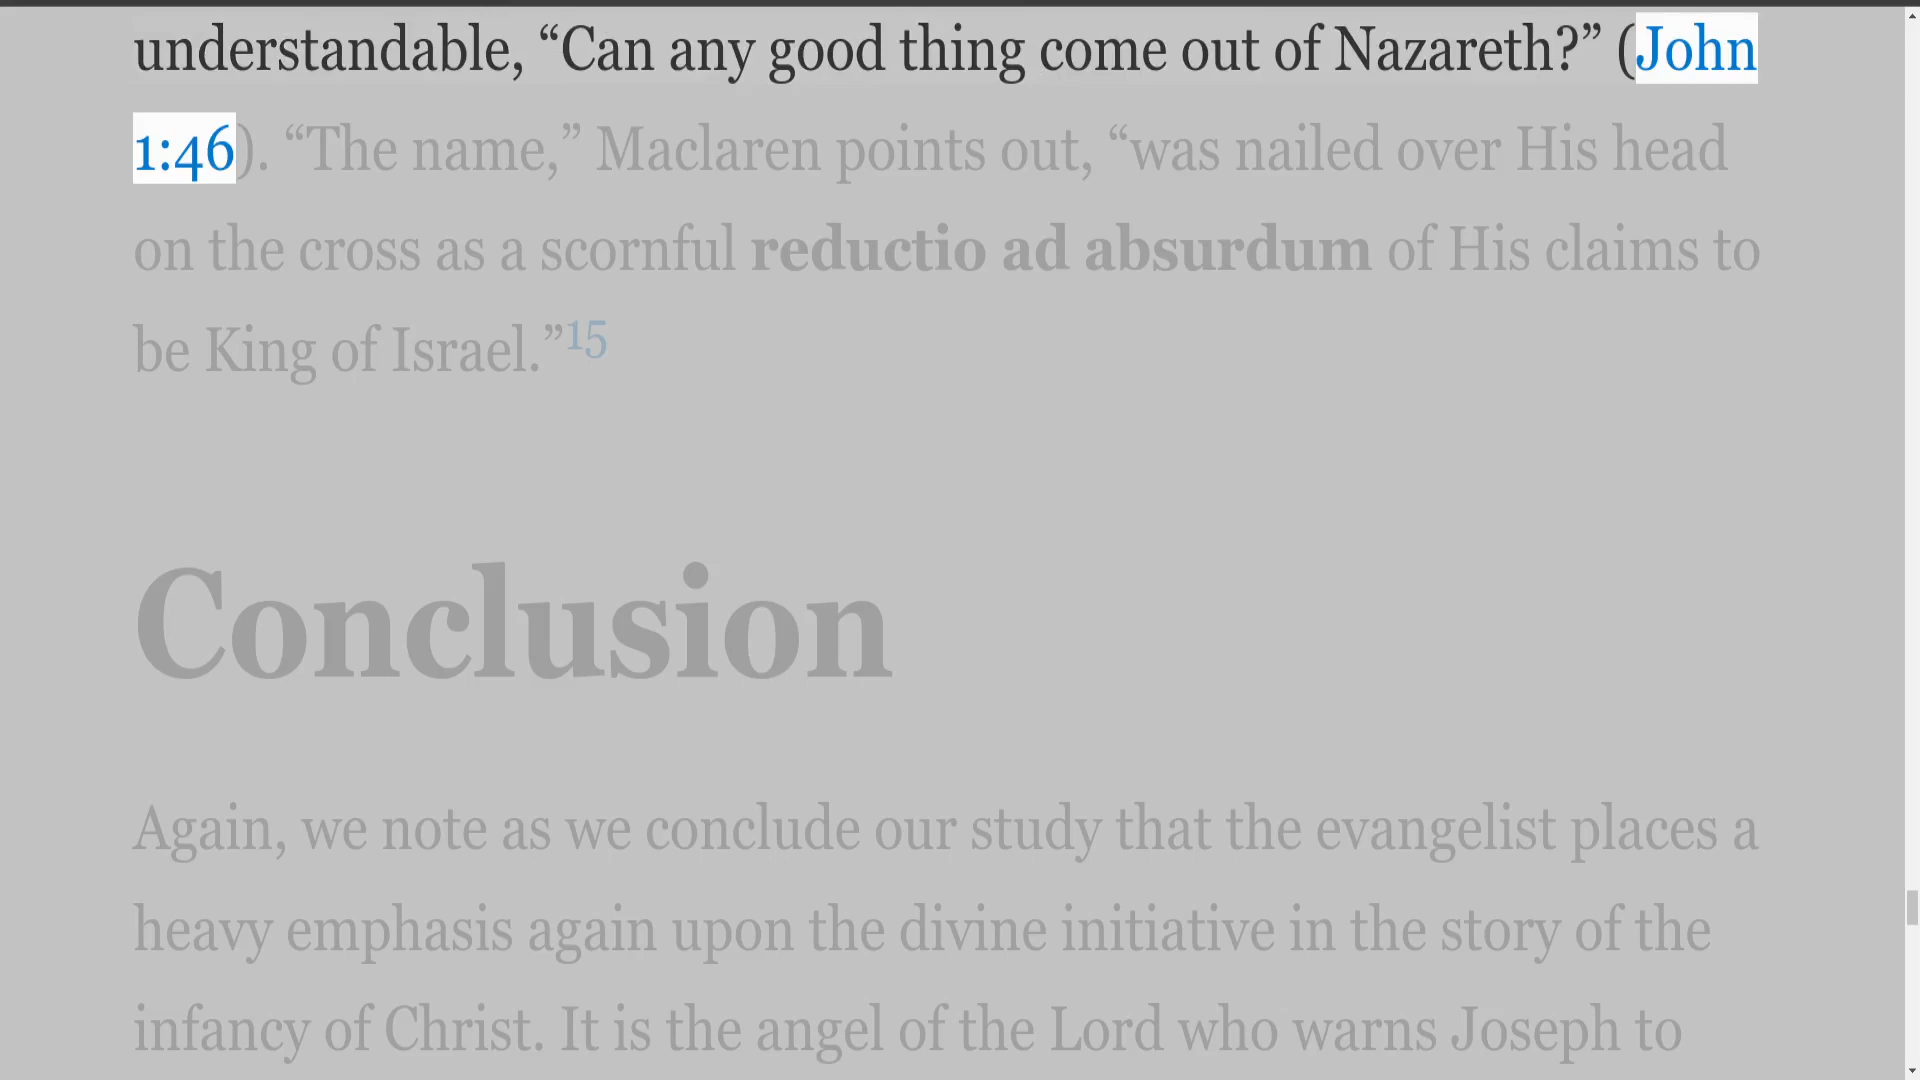 understandable, “Can any good thing come out of Nazareth?” (John
1:46). “The name,” Maclaren points out, “was nailed over His head
on the cross as a scornful reductio ad absurdum of His claims to
be King of Israel.”15
Conclusion
Again, we note as we conclude our study that the evangelist places a
heavy emphasis again upon the divine initiative in the story of the
infancy of Christ. It is the angel of the Lord who warns Joseph to